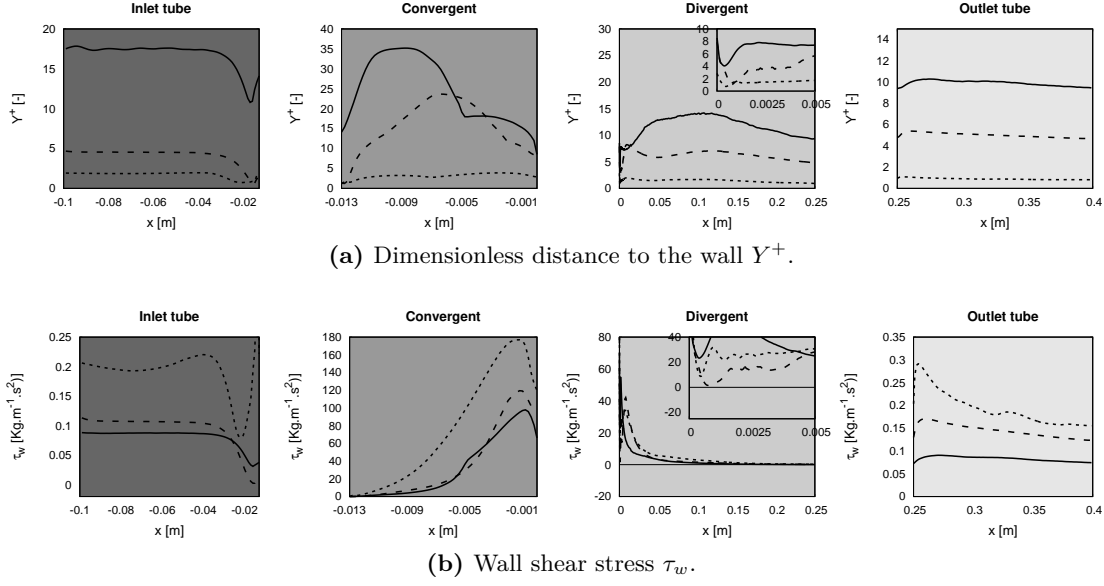 Inlet tube Convergent Divergent Outlet tube
20 40 30 10 14
15 35 25 8 12
30 20 6 10
10 25 15 4 8
20 2 6
5 15 10 0 4
10 5 0 0.0025 0.005 2
0 5 0 0
0
-0.1 -0.08 -0.06 -0.04 -0.02 -0.013 -0.009 -0.005 -0.001 0 0.05 0.1 0.15 0.2 0.25 0.25 0.3 0.35 0.4
Y+ [-] Y+ [-] Y+ [-] Y+ [-]
x [m] x [m] x [m] x [m]
(a) Dimensionless distance to the wall Y+.
Inlet tube Convergent Divergent Outlet tube
0.25 180 80 40 0.35
0.2 160 60 20 0.3
0.15 140 40 0 0.25
0.1 120 20 -20 0.2
0.05 100 0 0 0.0025 0.005 0.15
0 80 -20 0.1
60 0.05
40 0
20
0
-0.1 -0.08 -0.06 -0.04 -0.02 -0.013 -0.009 -0.005 -0.001 0 0.05 0.1 0.15 0.2 0.25 0.25 0.3 0.35 0.4
τw [Kg.m-1.s2)] τw [Kg.m-1.s2)] τw [Kg.m-1.s2)] τw [Kg.m-1.s2)]
x [m] x [m] x [m] x [m]
(b) Wall shear stress τw.